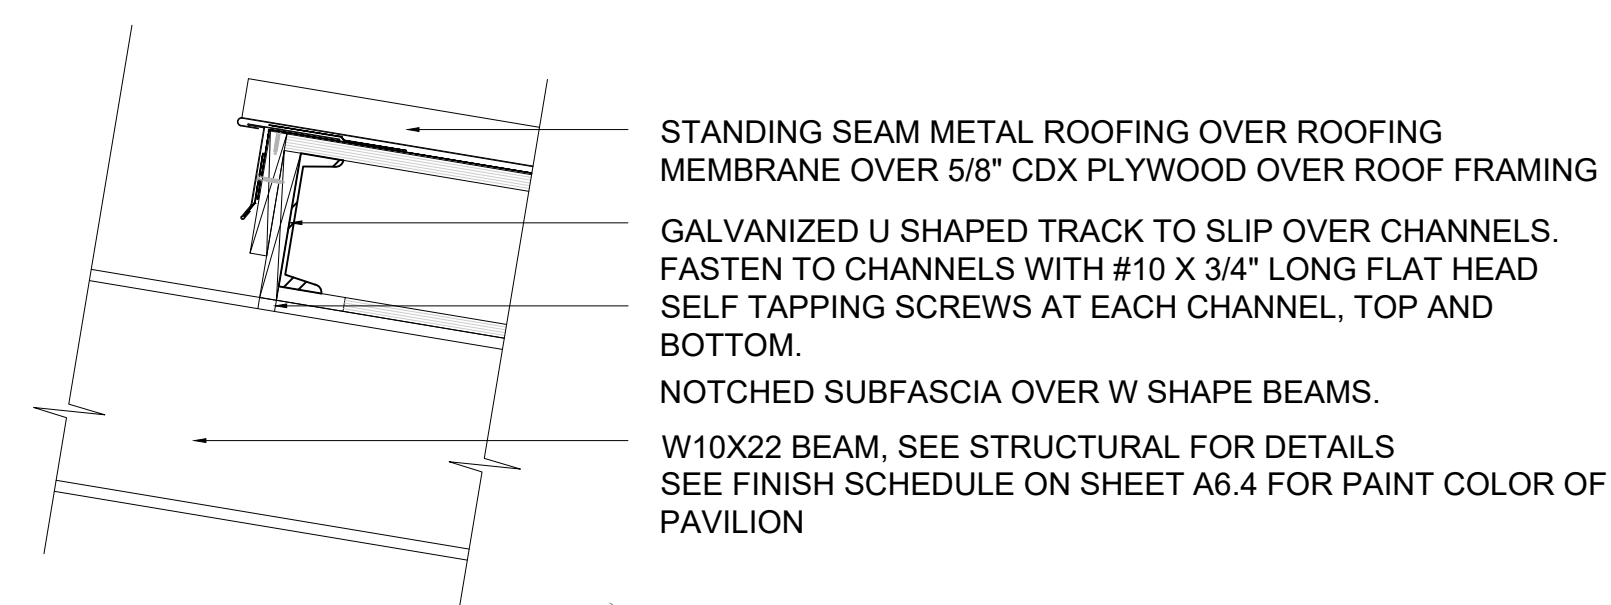 STANDING SEAM METAL ROOFING OVER ROOFING
MEMBRANE OVER 5/8" CDX PLYWOOD OVER ROOF FRAMING
GALVANIZED U SHAPED TRACK TO SLIP OVER CHANNELS.
FASTEN TO CHANNELS WITH #10 X 3/4" LONG FLAT HEAD
SELF TAPPING SCREWS AT EACH CHANNEL, TOP AND
BOTTOM.
NOTCHED SUBFASCIA OVER W SHAPE BEAMS.
W10X22 BEAM, SEE STRUCTURAL FOR DETAILS
SEE FINISH SCHEDULE ON SHEET A6.4 FOR PAINT COLOR OF
PAVILION